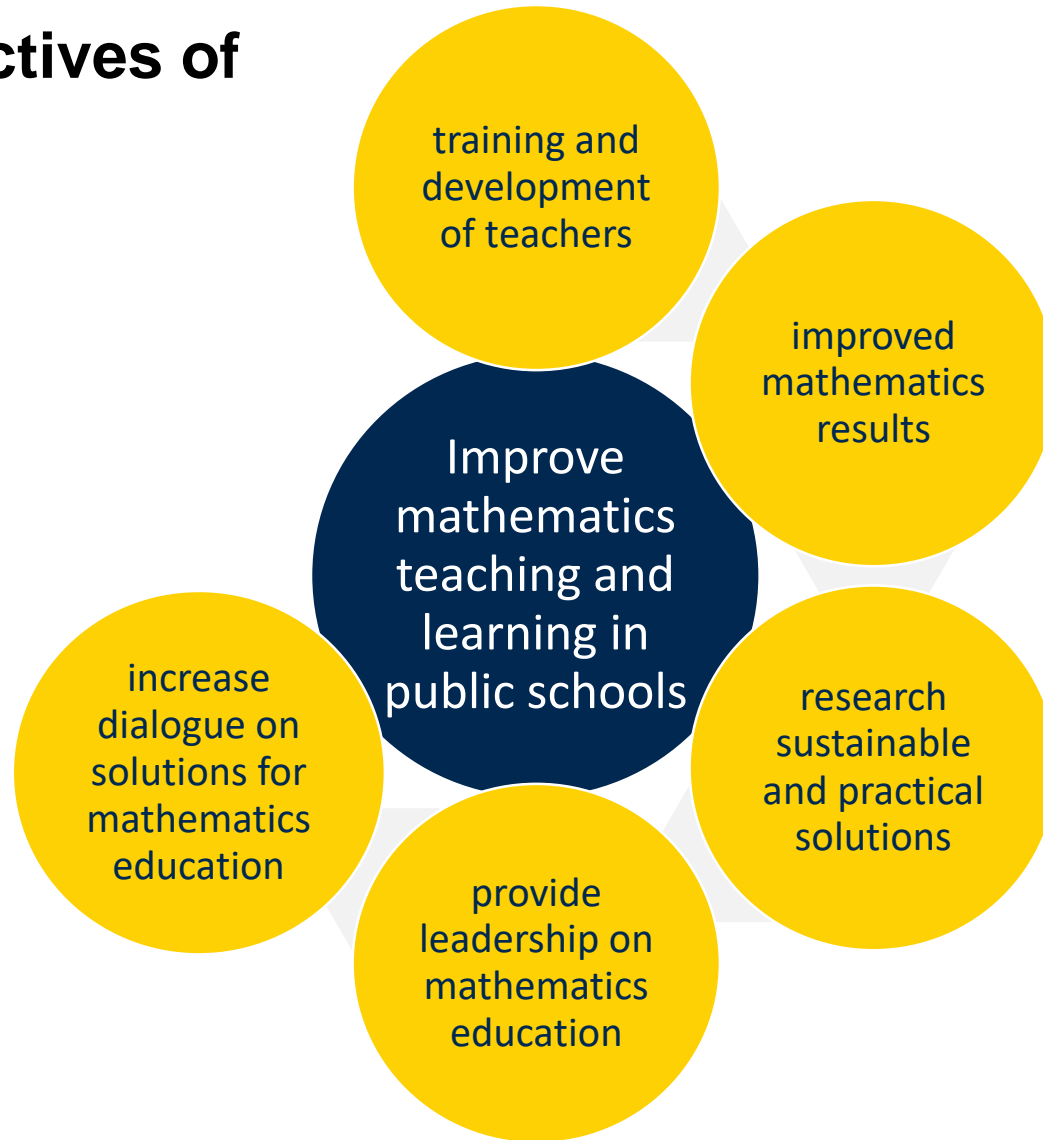 ctives of
training and
development
of teachers
improved
mathematics
results
Improve
mathematics
teaching and
learning in
public schools
research
sustainable
and practical
solutions
provide
leadership on
mathematics
education
increase
dialogue on
solutions for
mathematics
education